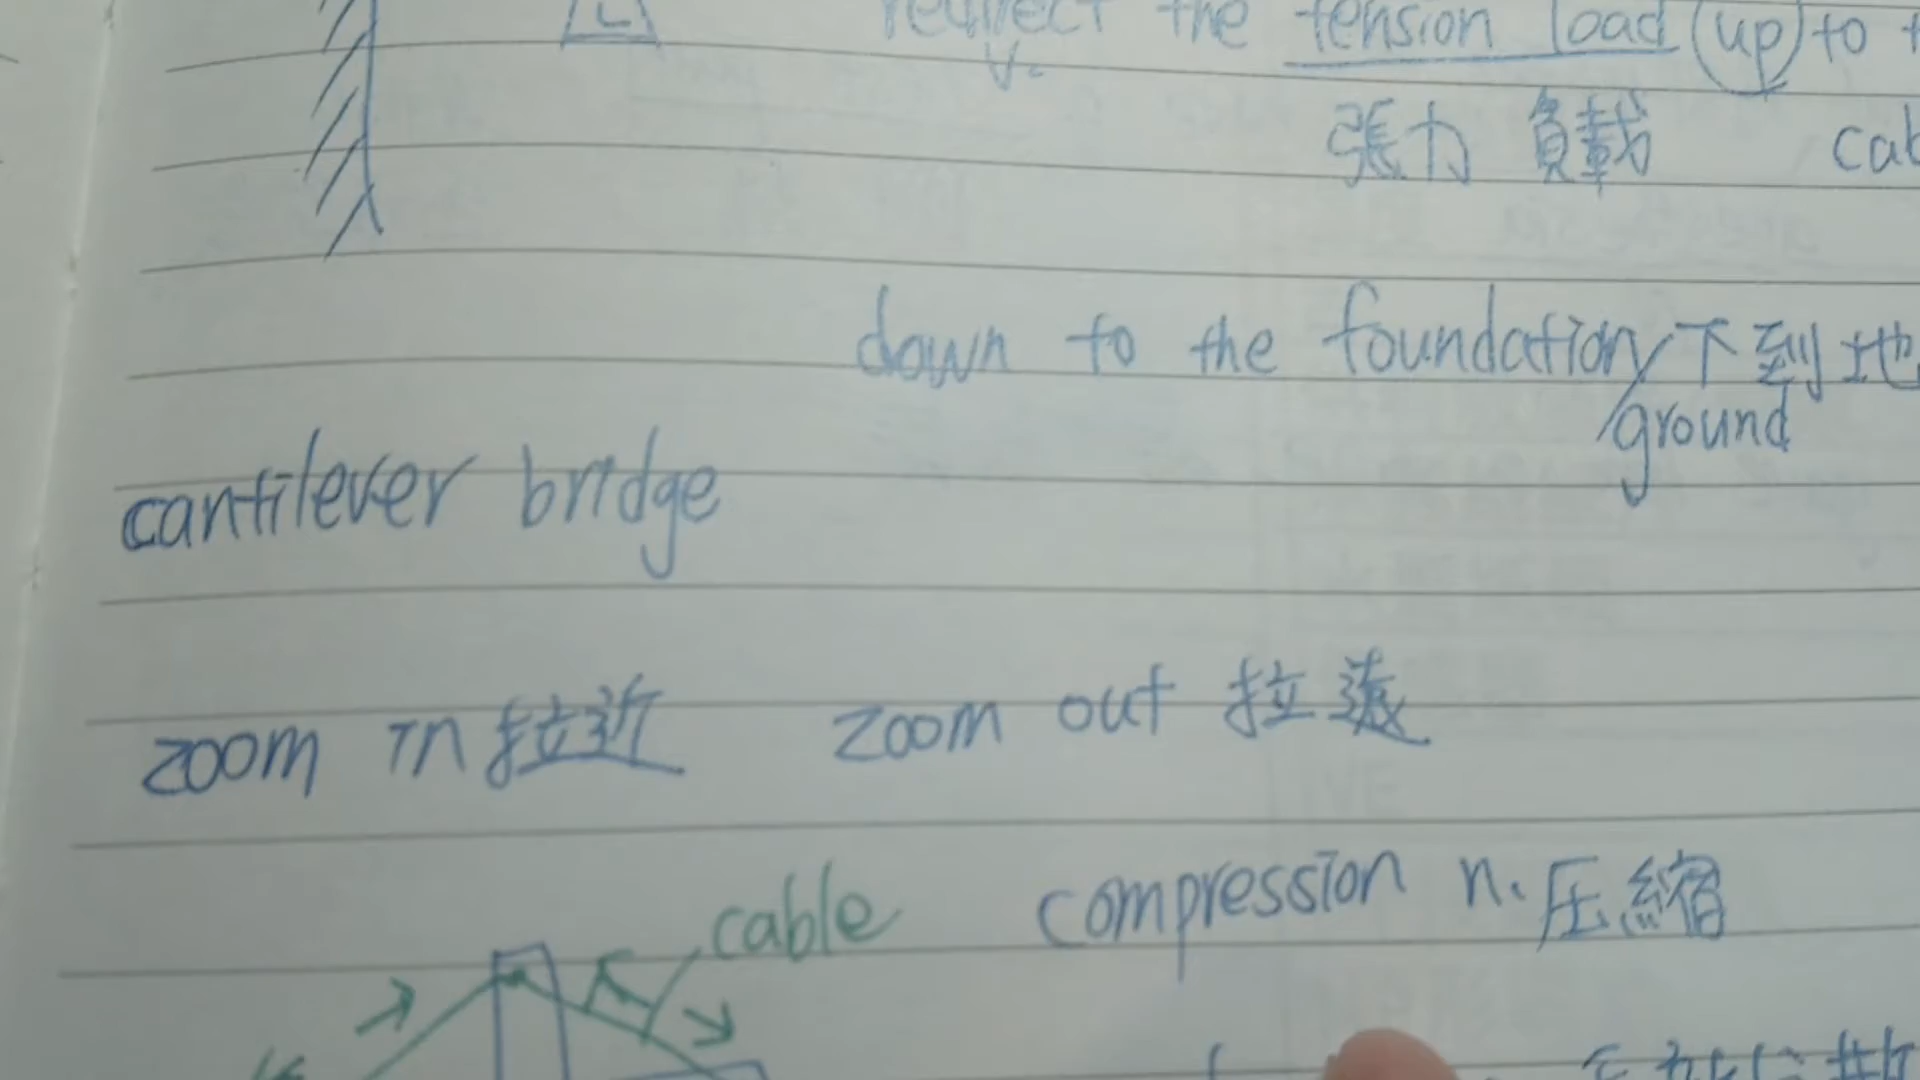 L
the tension load up to
張力 負載
down to the foundation/下到地
ground
cantilever bridge
zoom in 拉近 zoom out 拉遠
cable compression n. 压縮